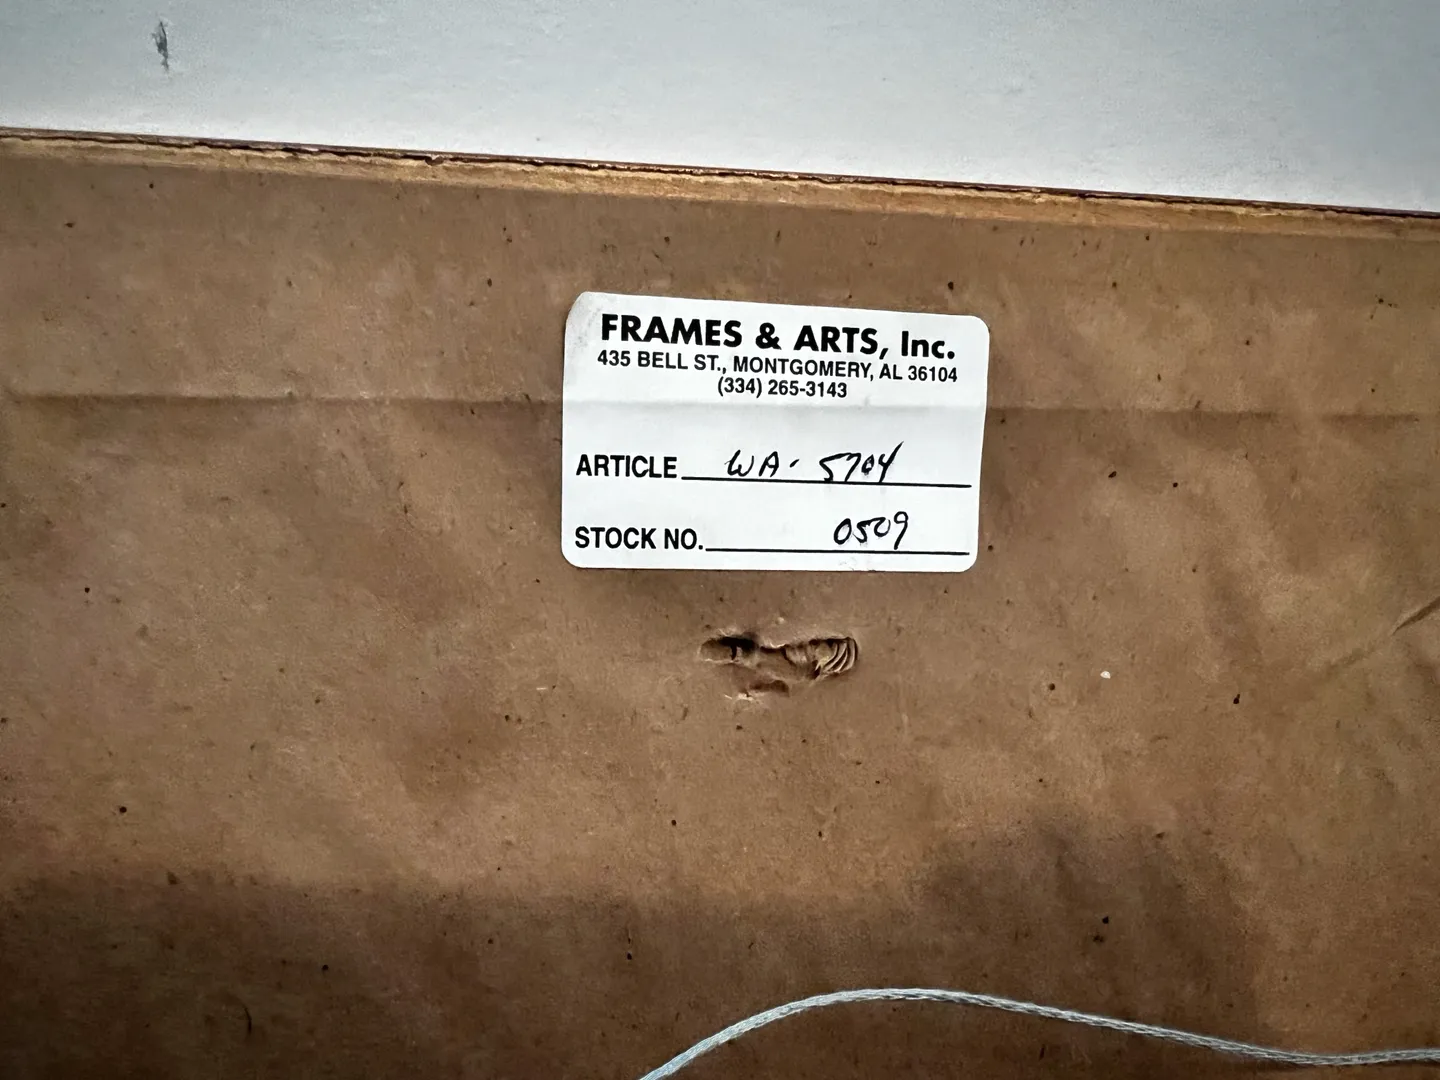 FRAMES & ARTS, Inc.
435 BELL ST., MONTGOMERY, AL 36104
(334) 265-3143
ARTICLE WA- 5704
STOCK NO. 0509